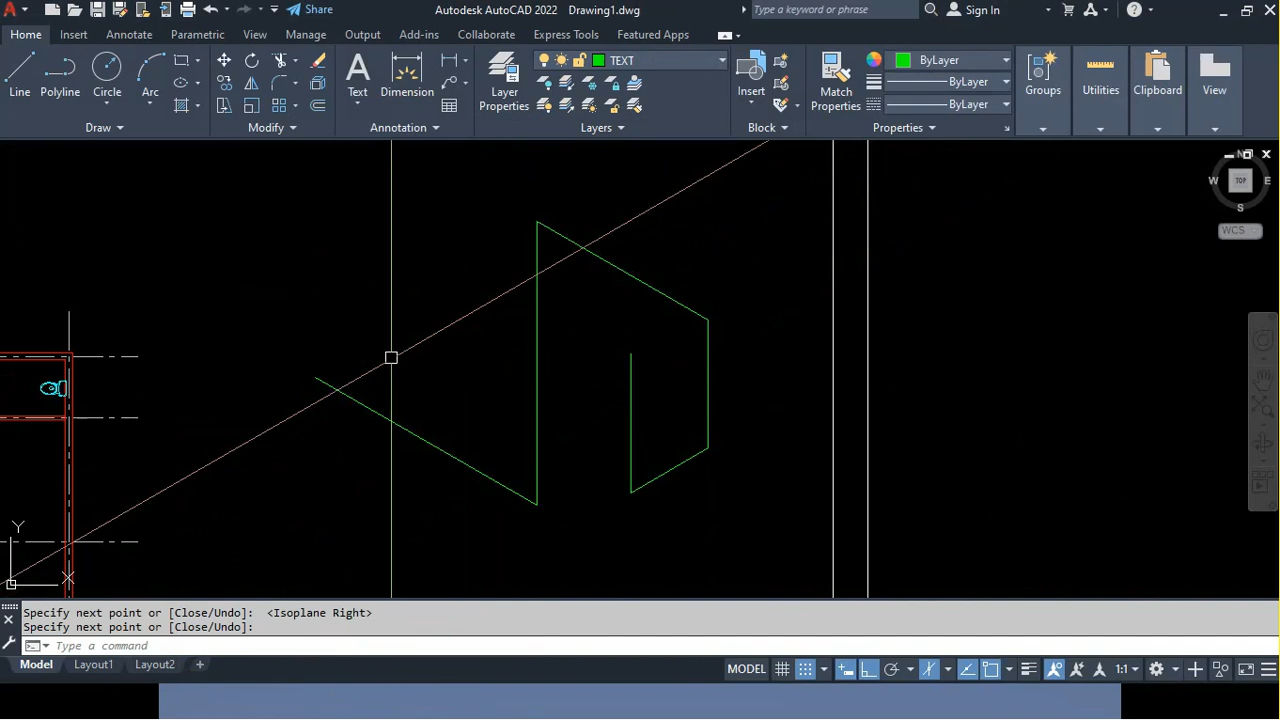 Share
Autodesk AutoCAD 2022 Drawing1.dwg
Type a keyword or phrase
Sign In
Home Insert Annotate Parametric View Manage Output Add-ins Collaborate Express Tools Featured Apps
TEXT
ByLayer
ByLayer
ByLayer
Line Polyline Circle Arc
Text Dimension
Layer Properties
Insert
Match Properties
Groups Utilities Clipboard View
Draw Modify Annotation Layers Block Properties
N
W TOP E
S
WCS
Y
X
Specify next point or [Close/Undo]: <Isoplane Right>
Specify next point or [Close/Undo]:
Type a command
Model Layout1 Layout2 +
MODEL 1:1